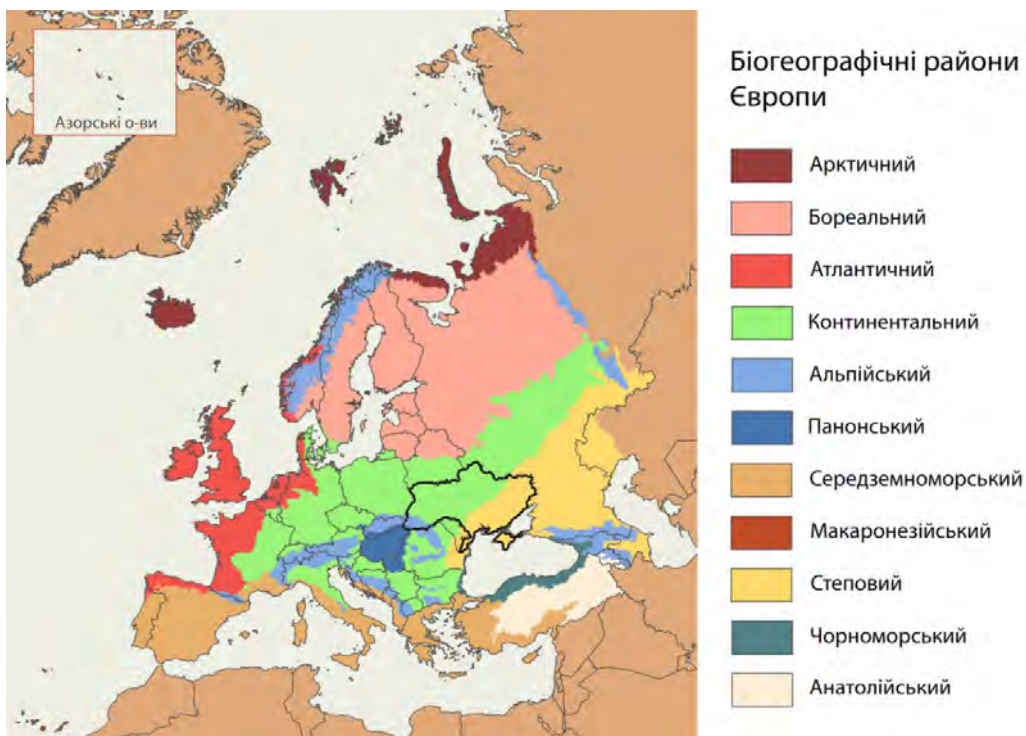 Азорські о-ви
Біогеографічні райони
Європи
Арктичний
Бореальний
Атлантичний
Континентальний
Альпійський
Панонський
Середземноморський
Макаронезійський
Степовий
Чорноморський
Анатолійський